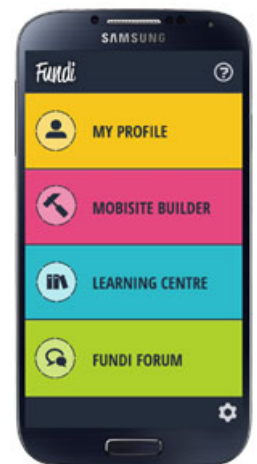 SAMSUNG
Fundi
?
MY PROFILE
MOBISITE BUILDER
LEARNING CENTRE
FUNDI FORUM